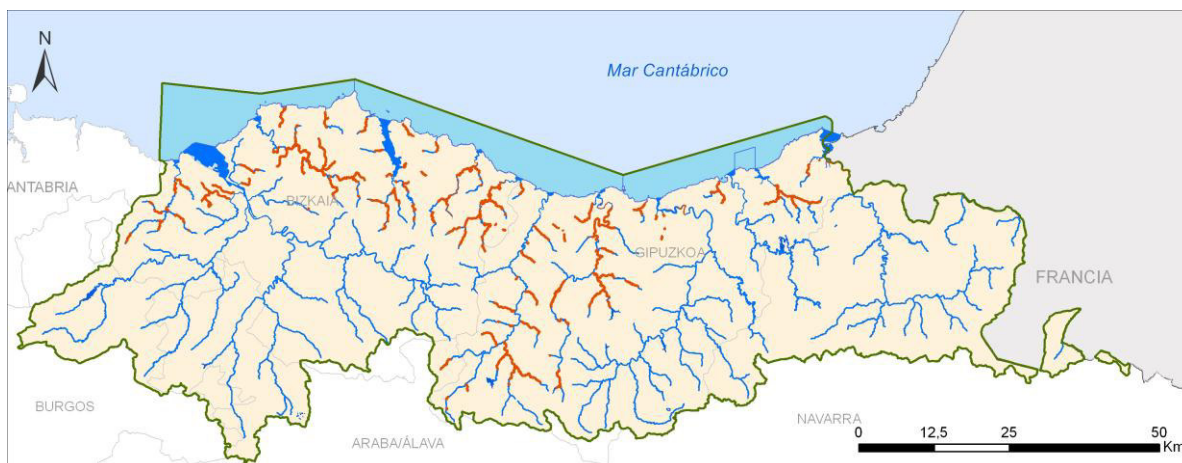 N
Mar Cantábrico
ANTABRIA
BIZKAIA
GIPUZKOA
FRANCIA
BURGOS
ARABA/ÁLAVA
NAVARRA
0 12,5 25 50
Km